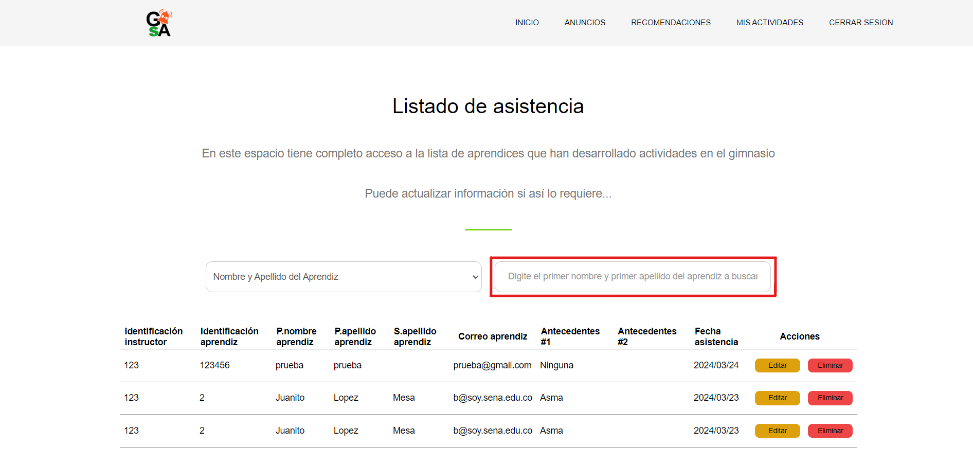 GSA
INICIO ANUNCIOS RECOMENDACIONES MIS ACTIVIDADES CERRAR SESION
Listado de asistencia
En este espacio tiene completo acceso a la lista de aprendices que han desarrollado actividades en el gimnasio
Puede actualizar información si así lo requiere...
Nombre y Apellido del Aprendiz Digite el primer nombre y primer apellido del aprendiz a buscar
Identificación instructor Identificación aprendiz P.nombre aprendiz P.apellido aprendiz S.apellido aprendiz Correo aprendiz Antecedentes #1 Antecedentes #2 Fecha asistencia Acciones
123 123456 prueba prueba prueba@gmail.com Ninguna 2024/03/24 Editar Eliminar
123 2 Juanito Lopez Mesa b@soy.sena.edu.co Asma 2024/03/23 Editar Eliminar
123 2 Juanito Lopez Mesa b@soy.sena.edu.co Asma 2024/03/23 Editar Eliminar